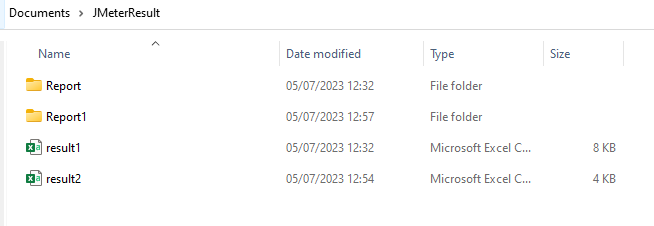 Documents > JMeterResult
Name Date modified Type Size
Report 05/07/2023 12:32 File folder
Report1 05/07/2023 12:57 File folder
result1 05/07/2023 12:32 Microsoft Excel C... 8 KB
result2 05/07/2023 12:54 Microsoft Excel C... 4 KB